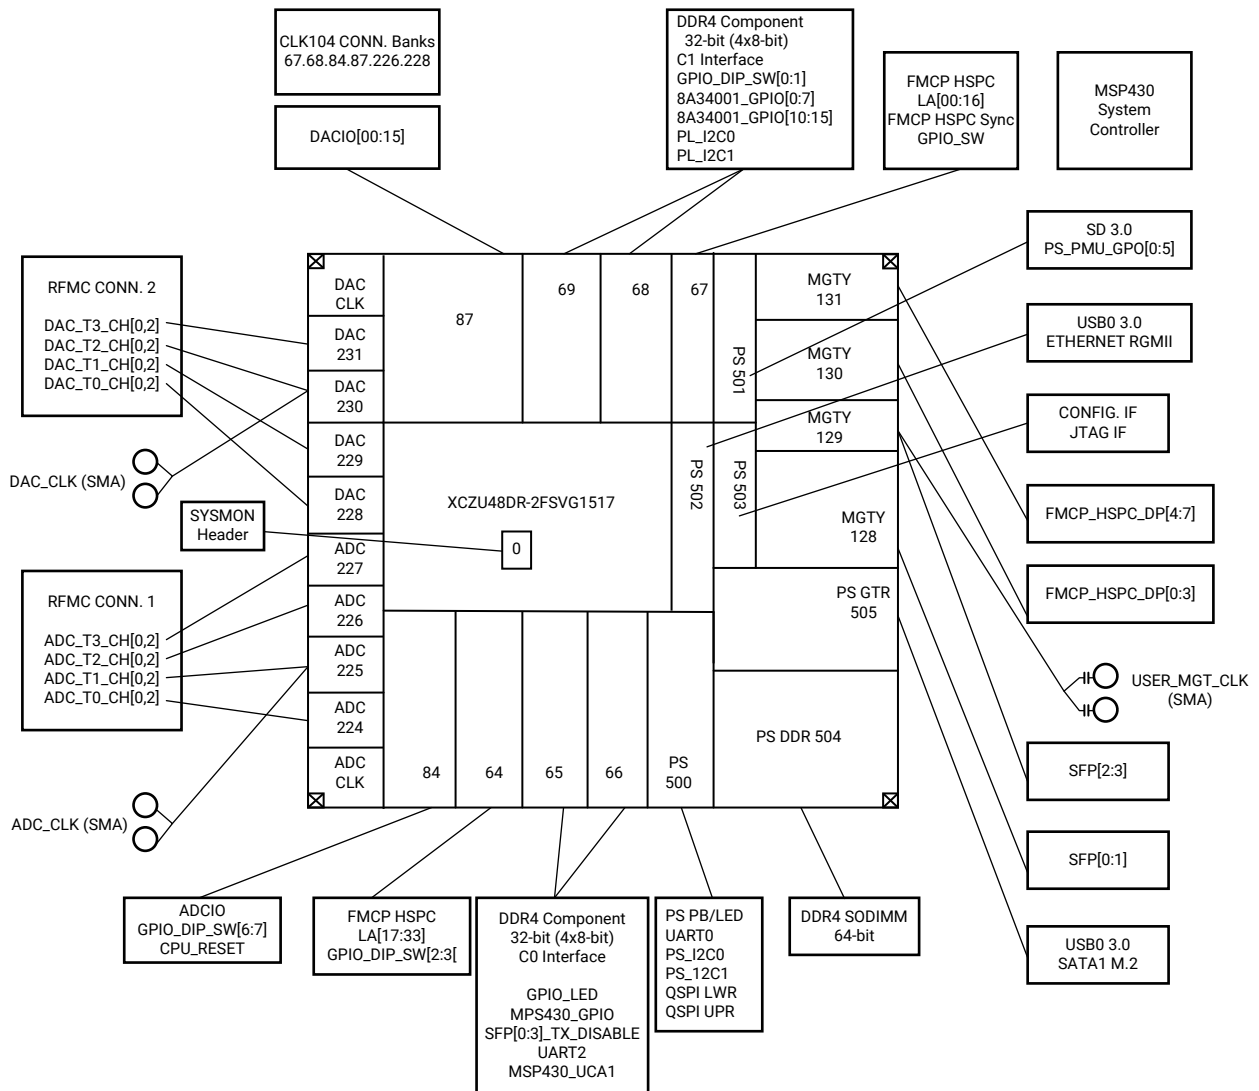 CLK104 CONN. Banks
67.68.84.87.226.228
DACIO[00:15]
DDR4 Component
32-bit (4x8-bit)
C1 Interface
GPIO_DIP_SW[0:1]
8A34001_GPIO[0:7]
8A34001_GPIO[10:15]
PL_I2C0
PL_I2C1
FMCP HSPC
LA[00:16]
FMCP HSPC Sync
GPIO_SW
MSP430
System
Controller
SD 3.0
PS_PMU_GPO[0:5]
USB0 3.0
ETHERNET RGMII
CONFIG. IF
JTAG IF
FMCP_HSPC_DP[4:7]
FMCP_HSPC_DP[0:3]
USER_MGT_CLK
(SMA)
SFP[2:3]
SFP[0:1]
USB0 3.0
SATA1 M.2
RFMC CONN. 2
DAC_T3_CH[0,2]
DAC_T2_CH[0,2]
DAC_T1_CH[0,2]
DAC_T0_CH[0,2]
DAC_CLK (SMA)
SYSMON
Header
RFMC CONN. 1
ADC_T3_CH[0,2]
ADC_T2_CH[0,2]
ADC_T1_CH[0,2]
ADC_T0_CH[0,2]
ADC_CLK (SMA)
DAC
CLK
DAC
231
DAC
230
DAC
229
DAC
228
ADC
227
ADC
226
ADC
225
ADC
224
ADC
CLK
87
69
68
67
PS 501
MGTY
131
MGTY
130
MGTY
129
MGTY
128
XCZU48DR-2FSVG1517
0
PS 502
PS 503
PS GTR
505
PS DDR 504
84
64
65
66
PS
500
ADCIO
GPIO_DIP_SW[6:7]
CPU_RESET
FMCP HSPC
LA[17:33]
GPIO_DIP_SW[2:3[
DDR4 Component
32-bit (4x8-bit)
C0 Interface
GPIO_LED
MPS430_GPIO
SFP[0:3]_TX_DISABLE
UART2
MSP430_UCA1
PS PB/LED
UART0
PS_I2C0
PS_12C1
QSPI LWR
QSPI UPR
DDR4 SODIMM
64-bit